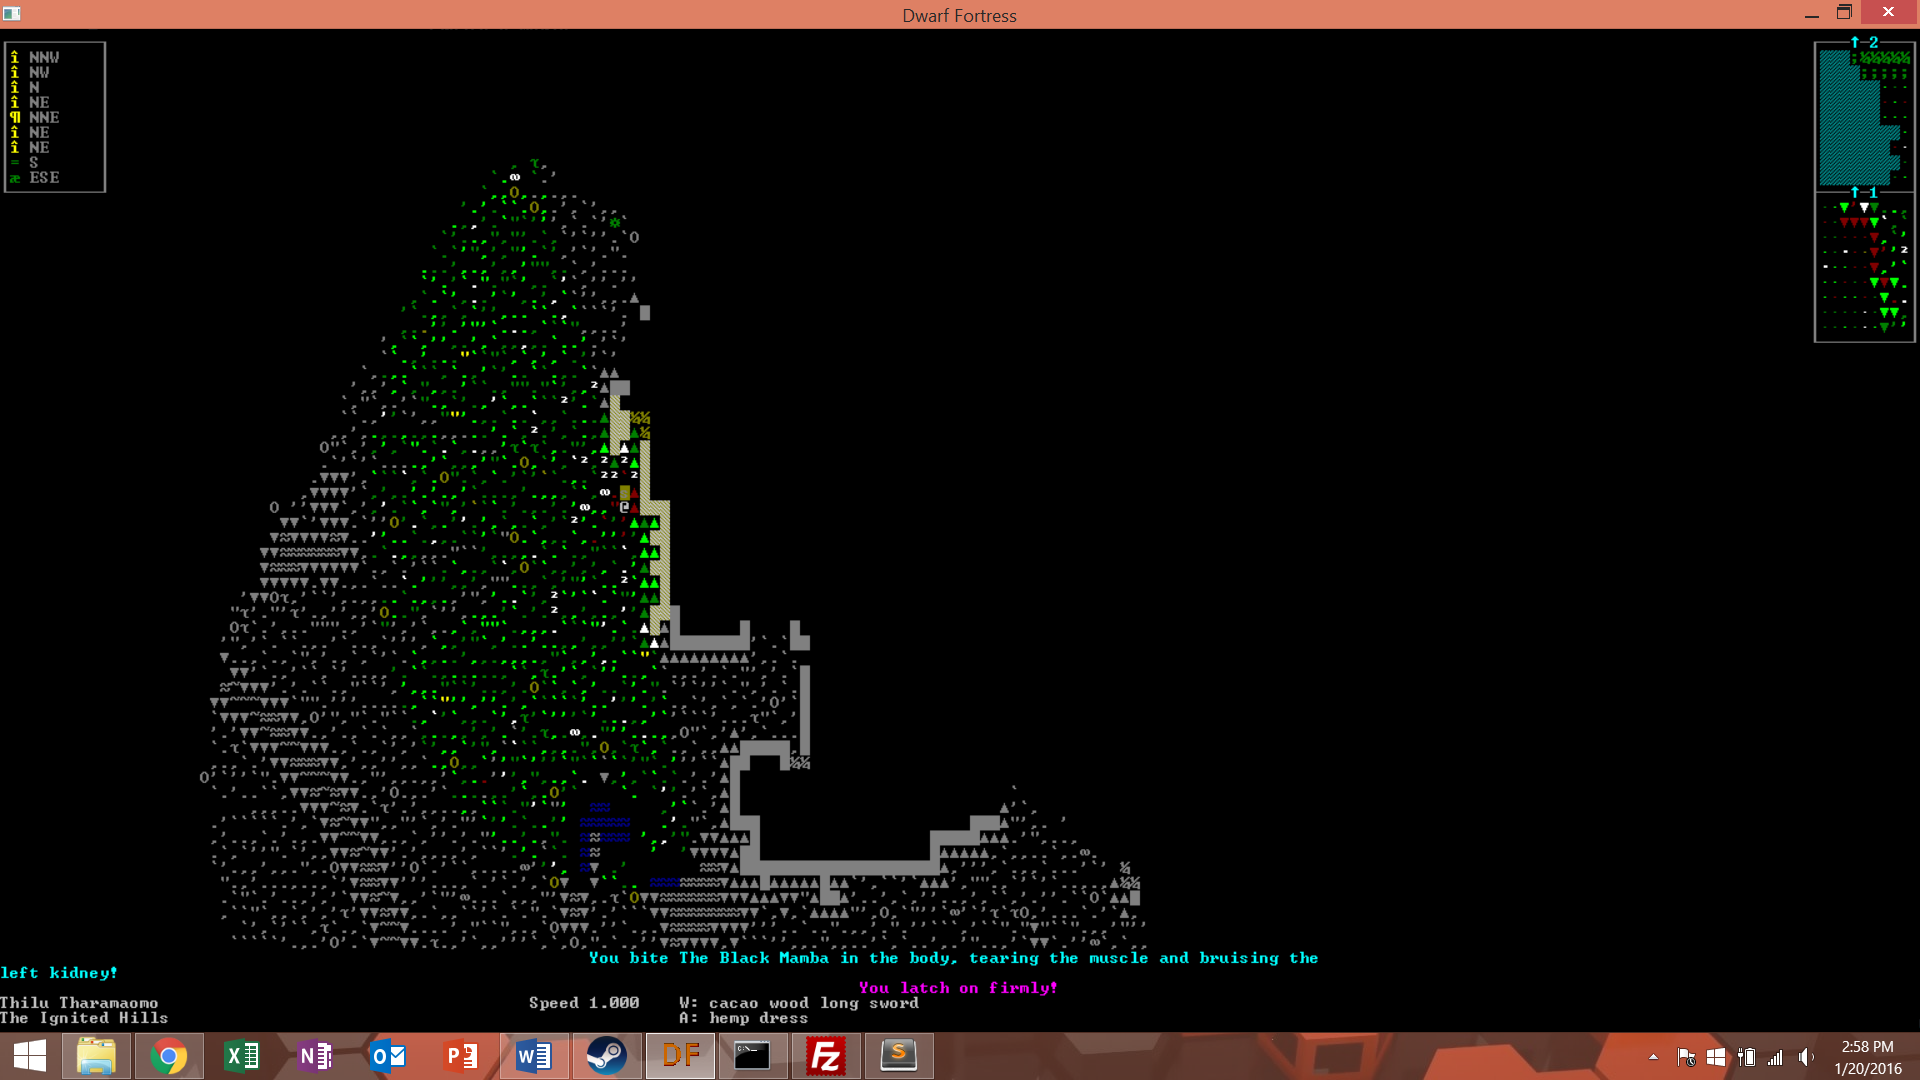 Dwarf Fortress
î NNW
î NW
î N
î NE
¶ NNE
î NE
î NE
= S
æ ESE
↑ 2
↑ 1
You bite The Black Mamba in the body, tearing the muscle and bruising the
left kidney!
You latch on firmly!
Thilu Tharamaomo
Speed 1.000
W: cacao wood long sword
The Ignited Hills
A: hemp dress
2:58 PM
1/20/2016